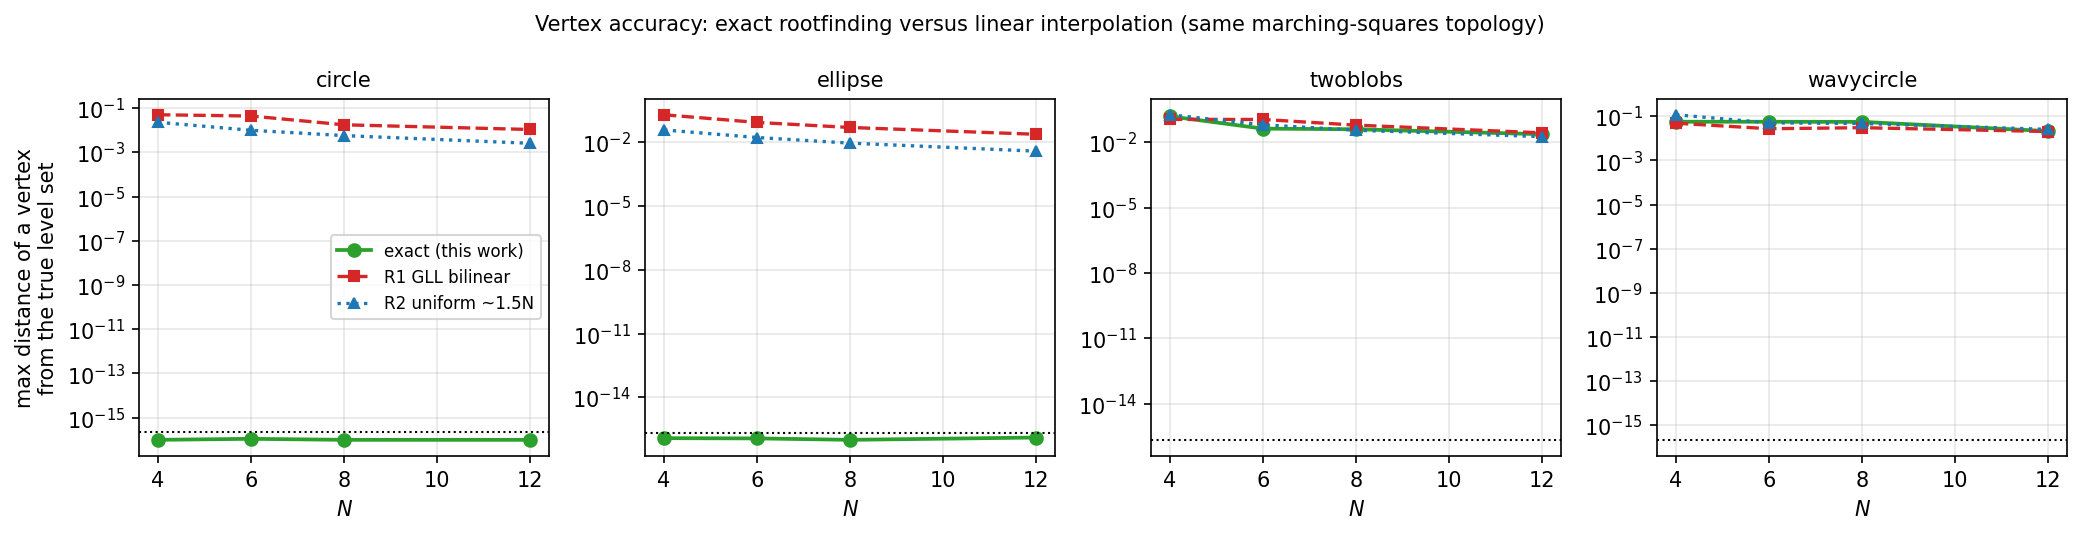 Vertex accuracy: exact rootfinding versus linear interpolation (same marching-squares topology)
circle
ellipse
twoblobs
wavycircle
max distance of a vertex
from the true level set
10⁻¹
10⁻³
10⁻⁵
10⁻⁷
10⁻⁹
10⁻¹¹
10⁻¹³
10⁻¹⁵
exact (this work)
R1 GLL bilinear
R2 uniform ~1.5N
4 6 8 10 12
N
10⁻²
10⁻⁵
10⁻⁸
10⁻¹¹
10⁻¹⁴
4 6 8 10 12
N
10⁻²
10⁻⁵
10⁻⁸
10⁻¹¹
10⁻¹⁴
4 6 8 10 12
N
10⁻¹
10⁻³
10⁻⁵
10⁻⁷
10⁻⁹
10⁻¹¹
10⁻¹³
10⁻¹⁵
4 6 8 10 12
N